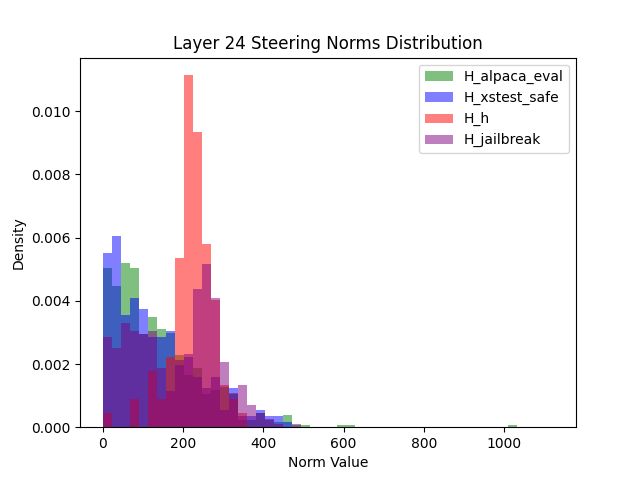 Layer 24 Steering Norms Distribution
H_alpaca_eval
H_xstest_safe
H_h
H_jailbreak
0.010
0.008
0.006
0.004
0.002
0.000
Density
0
200
400
600
800
1000
Norm Value